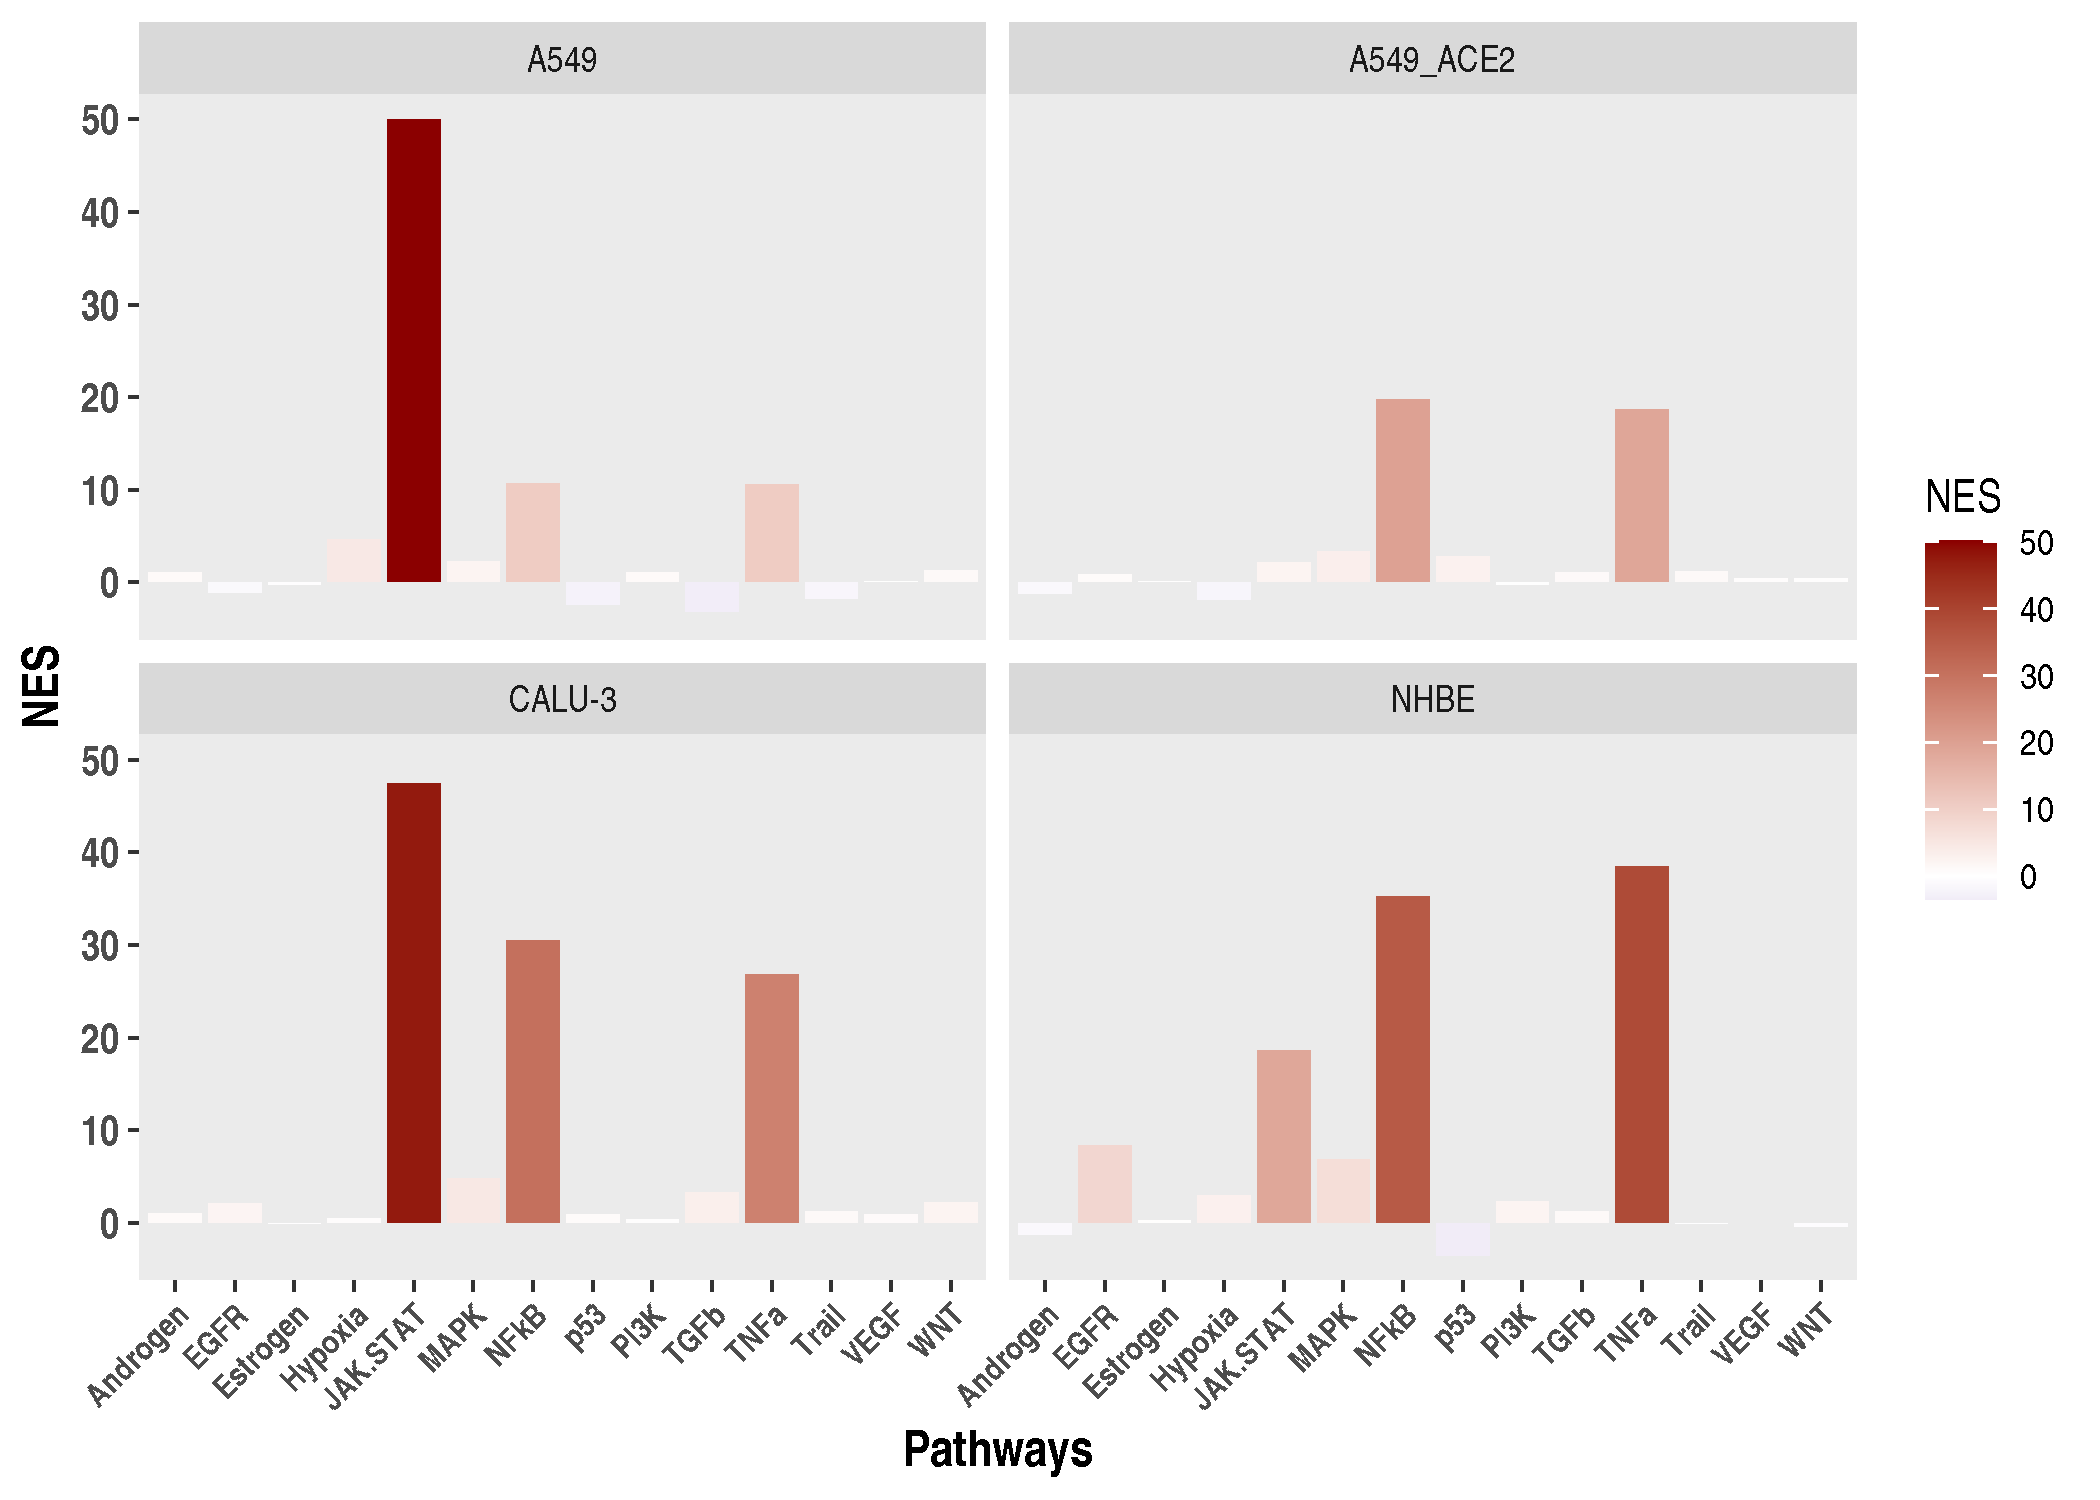 A549
A549_ACE2
50
40
30
20
10
0
CALU-3
NHBE
50
40
30
20
10
0
NES
Androgen
EGFR
Estrogen
Hypoxia
JAK.STAT
MAPK
NFkB
p53
PI3K
TGFb
TNFa
Trail
VEGF
WNT
Androgen
EGFR
Estrogen
Hypoxia
JAK.STAT
MAPK
NFkB
p53
PI3K
TGFb
TNFa
Trail
VEGF
WNT
Pathways
NES
50
40
30
20
10
0